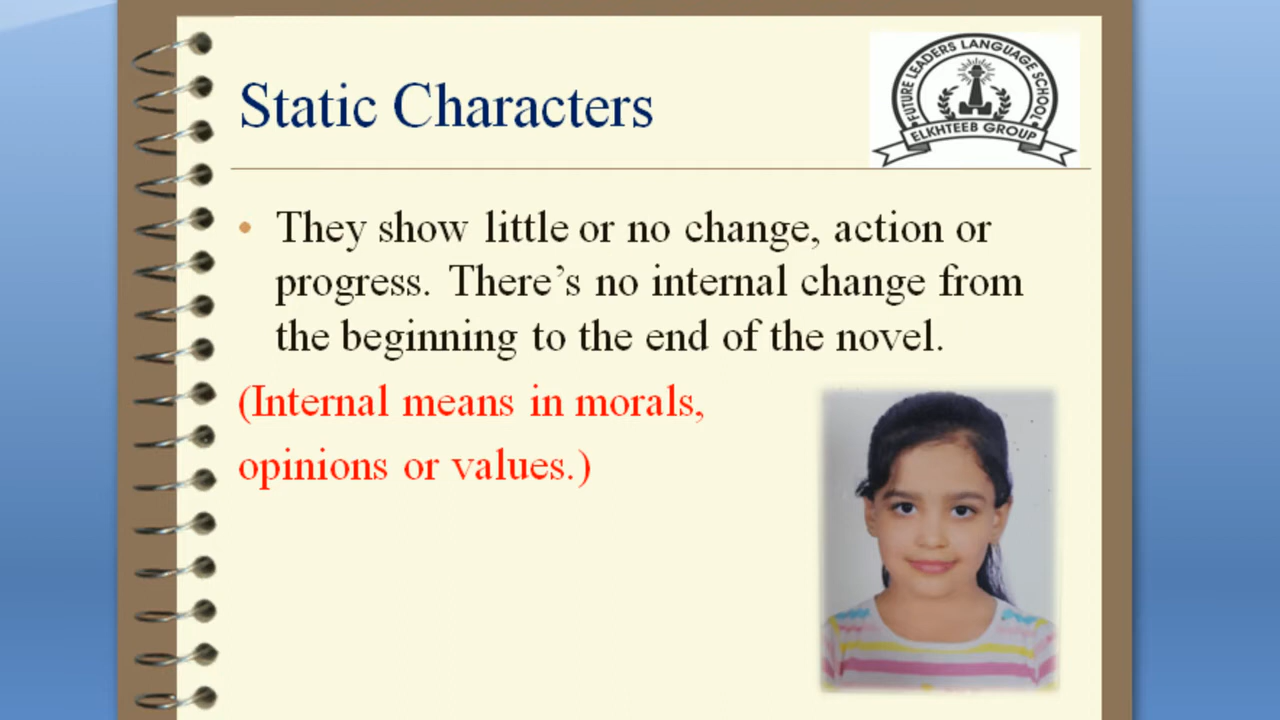 Static Characters
FUTURE LEADERS LANGUAGE SCHOOL
ELKHTEEB GROUP
• They show little or no change, action or
progress. There’s no internal change from
the beginning to the end of the novel.
(Internal means in morals,
opinions or values.)